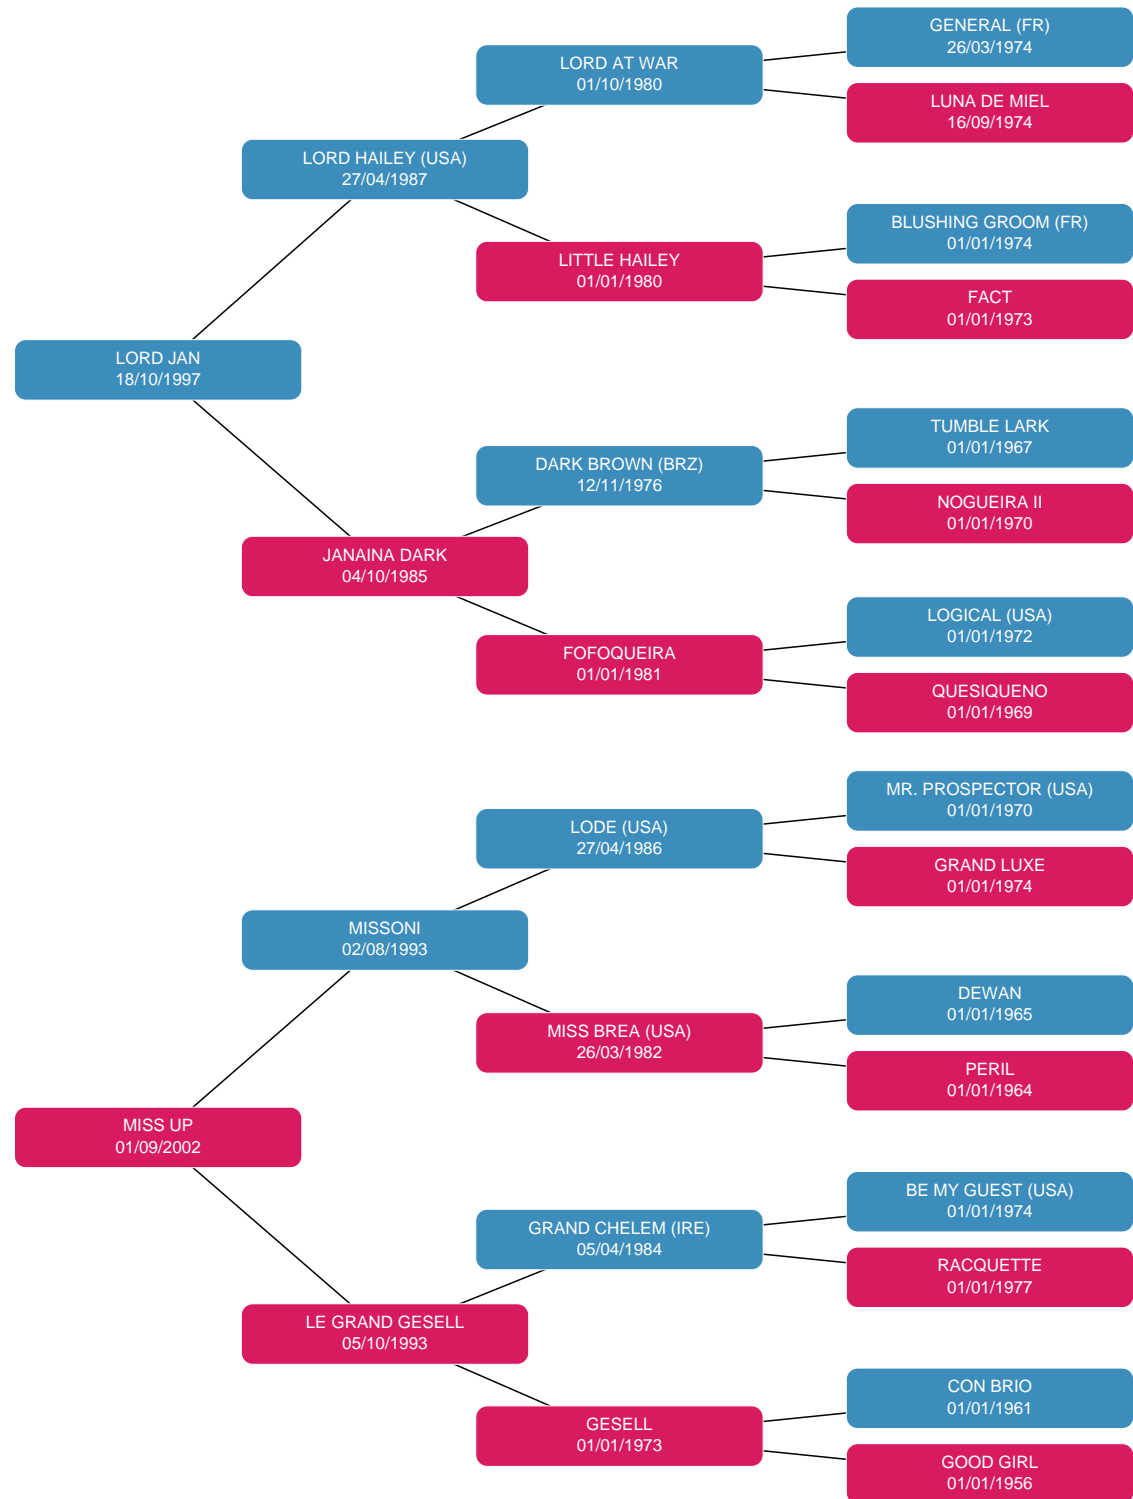 GENERAL (FR)
26/03/1974
LORD AT WAR
01/10/1980
LUNA DE MIEL
16/09/1974
LORD HAILEY (USA)
27/04/1987
BLUSHING GROOM (FR)
01/01/1974
LITTLE HAILEY
01/01/1980
FACT
01/01/1973
LORD JAN
18/10/1997
TUMBLE LARK
01/01/1967
DARK BROWN (BRZ)
12/11/1976
NOGUEIRA II
01/01/1970
JANAINA DARK
04/10/1985
LOGICAL (USA)
01/01/1972
FOFOQUEIRA
01/01/1981
QUESIQUENO
01/01/1969
MR. PROSPECTOR (USA)
01/01/1970
LODE (USA)
27/04/1986
GRAND LUXE
01/01/1974
MISSONI
02/08/1993
DEWAN
01/01/1965
MISS BREA (USA)
26/03/1982
PERIL
01/01/1964
MISS UP
01/09/2002
BE MY GUEST (USA)
01/01/1974
GRAND CHELEM (IRE)
05/04/1984
RACQUETTE
01/01/1977
LE GRAND GESELL
05/10/1993
CON BRIO
01/01/1961
GESELL
01/01/1973
GOOD GIRL
01/01/1956